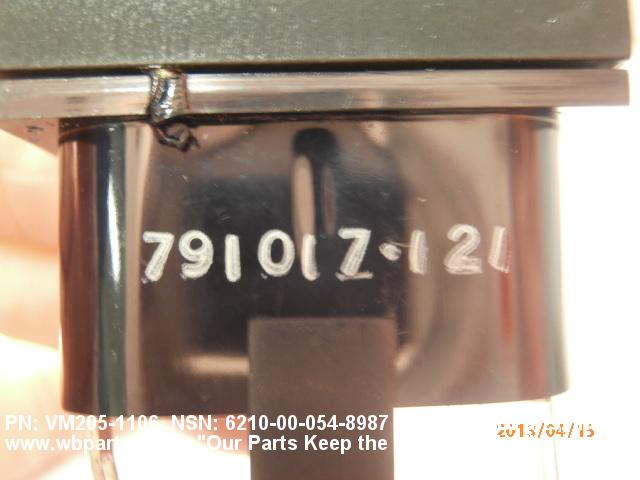 791017-121
PN: VM205-1106 NSN: 6210-00-054-8987
"Our Parts Keep the
2013/04/15